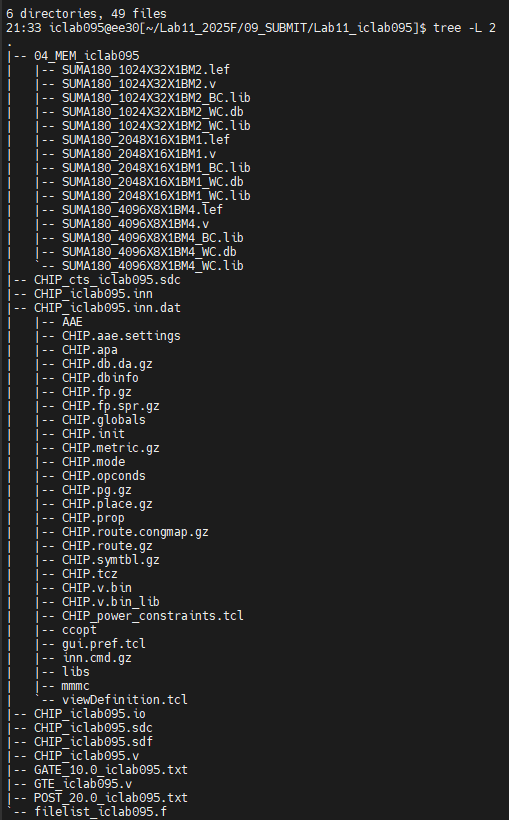 6 directories, 49 files
21:33 iclab095@ee30[~/Lab11_2025F/09_SUBMIT/Lab11_iclab095]$ tree -L 2
.
|-- 04_MEM_iclab095
|   |-- SUMA180_1024X32X1BM2.lef
|   |-- SUMA180_1024X32X1BM2.v
|   |-- SUMA180_1024X32X1BM2_BC.lib
|   |-- SUMA180_1024X32X1BM2_WC.db
|   |-- SUMA180_1024X32X1BM2_WC.lib
|   |-- SUMA180_2048X16X1BM1.lef
|   |-- SUMA180_2048X16X1BM1.v
|   |-- SUMA180_2048X16X1BM1_BC.lib
|   |-- SUMA180_2048X16X1BM1_WC.db
|   |-- SUMA180_2048X16X1BM1_WC.lib
|   |-- SUMA180_4096X8X1BM4.lef
|   |-- SUMA180_4096X8X1BM4.v
|   |-- SUMA180_4096X8X1BM4_BC.lib
|   |-- SUMA180_4096X8X1BM4_WC.db
|   `-- SUMA180_4096X8X1BM4_WC.lib
|-- CHIP_cts_iclab095.sdc
|-- CHIP_iclab095.inn
|-- CHIP_iclab095.inn.dat
|   |-- AAE
|   |-- CHIP.aae.settings
|   |-- CHIP.apa
|   |-- CHIP.db.da.gz
|   |-- CHIP.dbinfo
|   |-- CHIP.fp.gz
|   |-- CHIP.fp.spr.gz
|   |-- CHIP.globals
|   |-- CHIP.init
|   |-- CHIP.metric.gz
|   |-- CHIP.mode
|   |-- CHIP.opconds
|   |-- CHIP.pg.gz
|   |-- CHIP.place.gz
|   |-- CHIP.prop
|   |-- CHIP.route.congmap.gz
|   |-- CHIP.route.gz
|   |-- CHIP.symtbl.gz
|   |-- CHIP.tcz
|   |-- CHIP.v.bin
|   |-- CHIP.v.bin_lib
|   |-- CHIP_power_constraints.tcl
|   |-- ccopt
|   |-- gui.pref.tcl
|   |-- inn.cmd.gz
|   |-- libs
|   |-- mmmc
|   `-- viewDefinition.tcl
|-- CHIP_iclab095.io
|-- CHIP_iclab095.sdc
|-- CHIP_iclab095.sdf
|-- CHIP_iclab095.v
|-- GATE_10.0_iclab095.txt
|-- GTE_iclab095.v
|-- POST_20.0_iclab095.txt
`-- filelist_iclab095.f